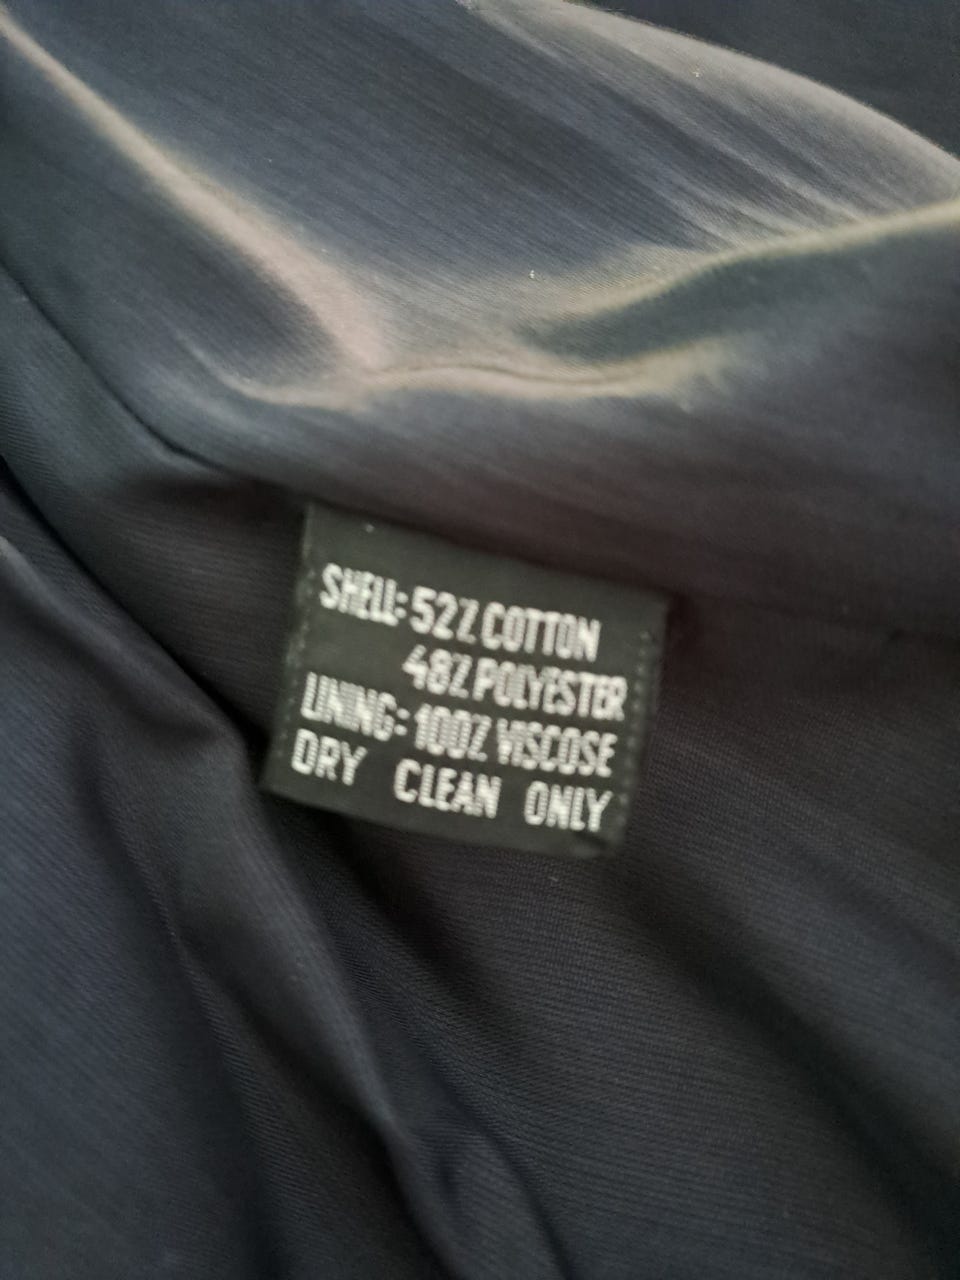 SHELL: 52% COTTON
48% POLYESTER
LINING: 100% VISCOSE
DRY CLEAN ONLY